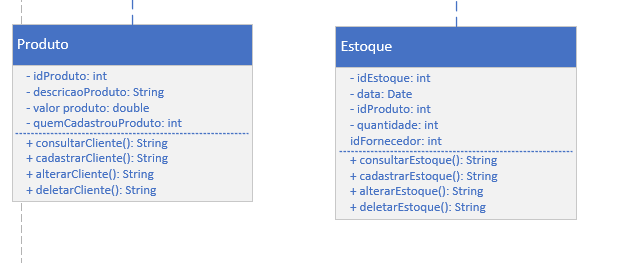 Produto
- idProduto: int
- descricaoProduto: String
- valor produto: double
- quemCadastrouProduto: int
+ consultarCliente(): String
+ cadastrarCliente(): String
+ alterarCliente(): String
+ deletarCliente(): String
Estoque
- idEstoque: int
- data: Date
- idProduto: int
- quantidade: int
idFornecedor: int
+ consultarEstoque(): String
+ cadastrarEstoque(): String
+ alterarEstoque(): String
+ deletarEstoque(): String